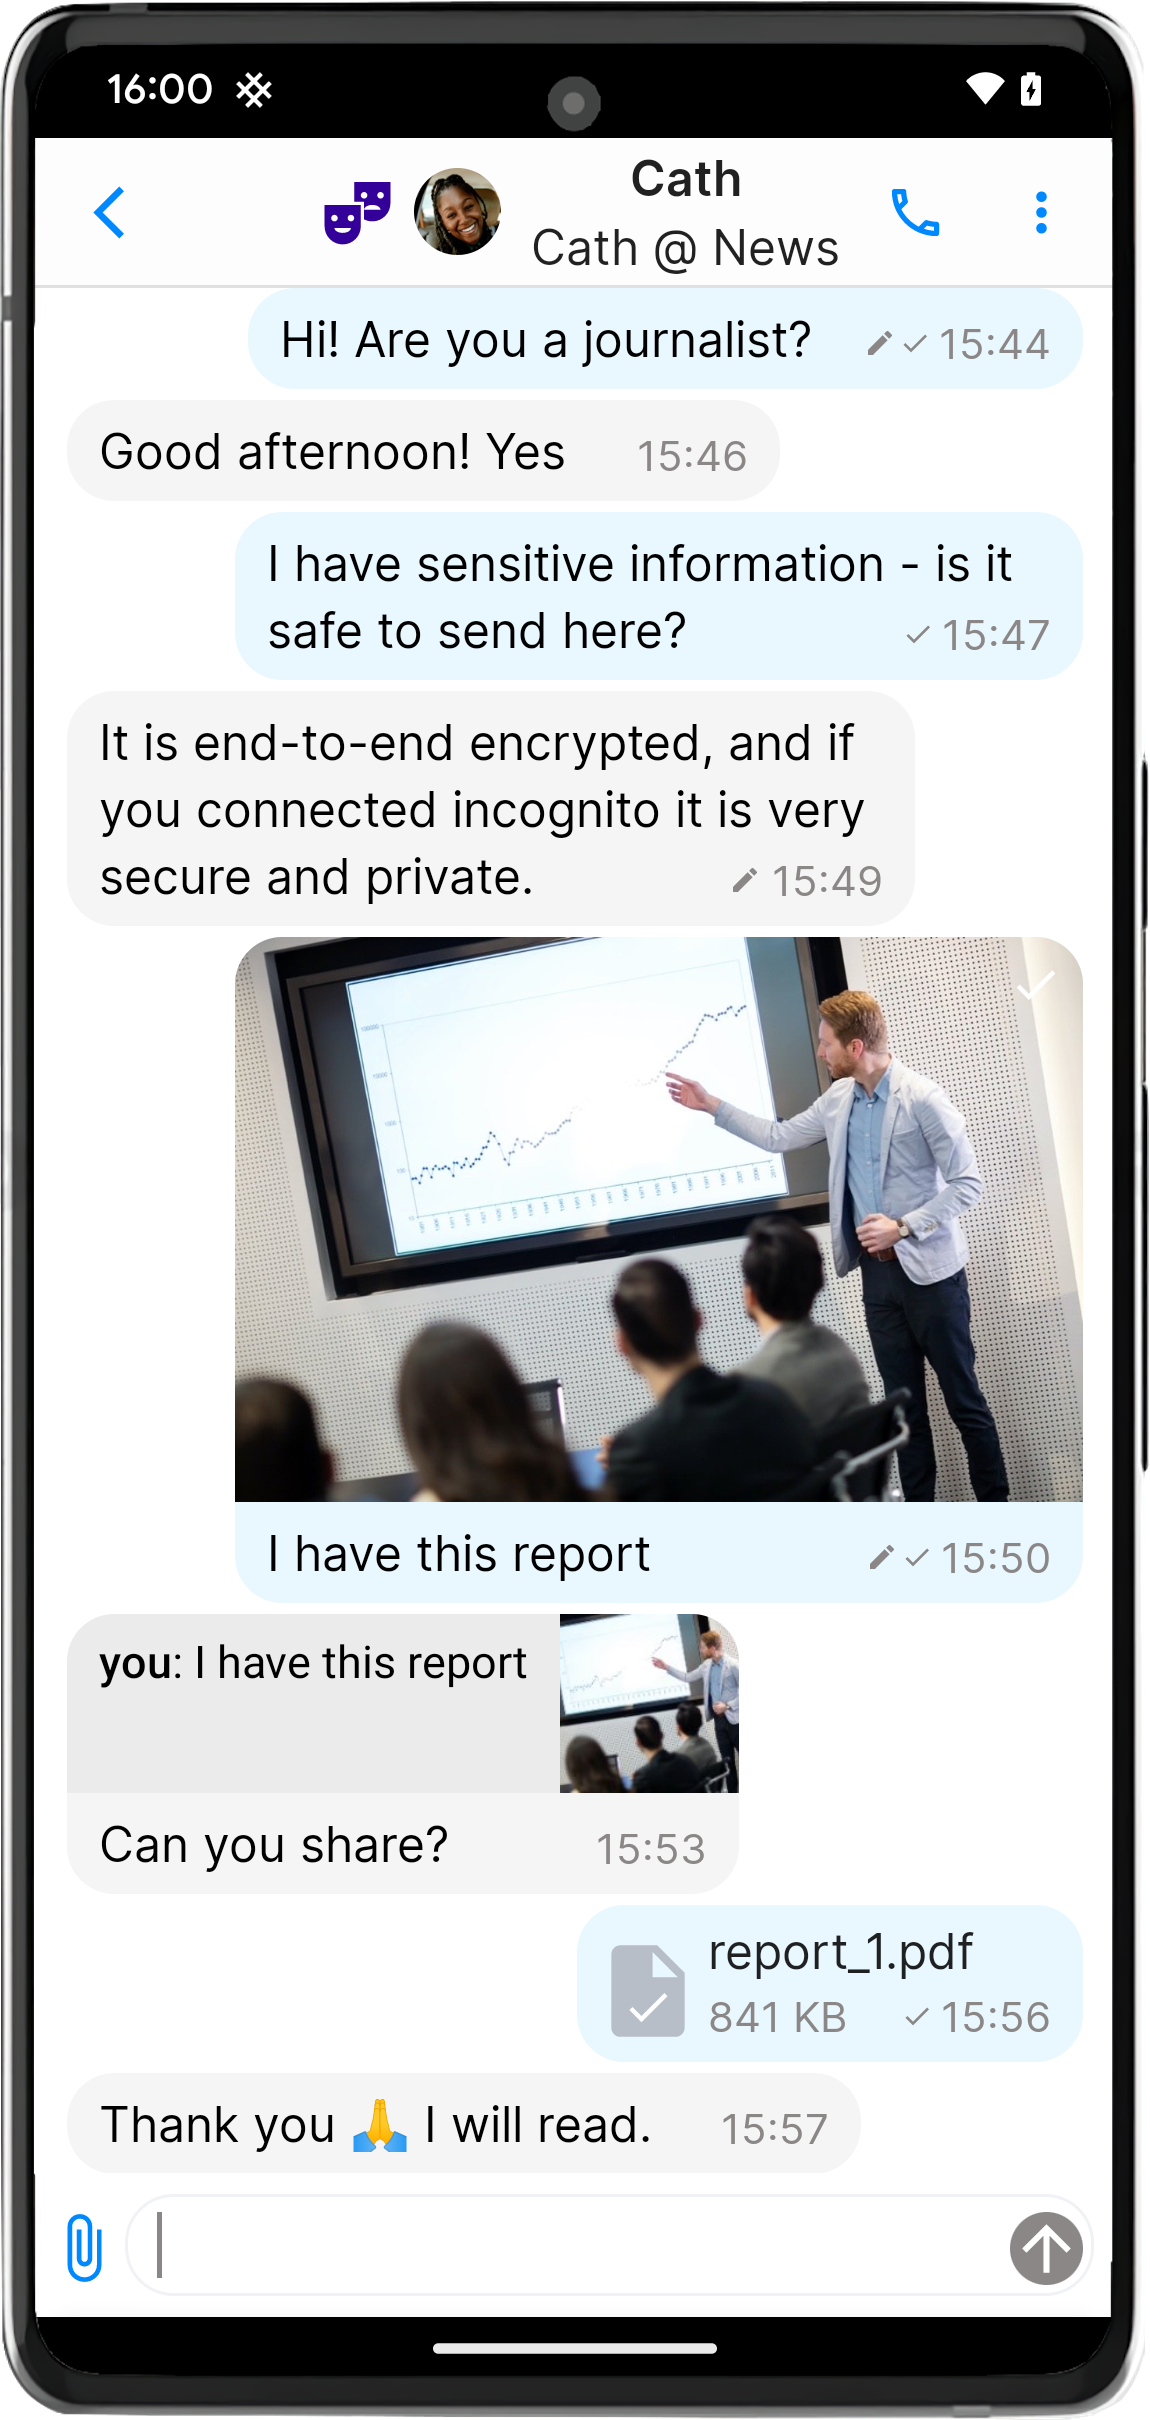 16:00
Cath
Cath @ News
Hi! Are you a journalist? 15:44
Good afternoon! Yes 15:46
I have sensitive information - is it
safe to send here? 15:47
It is end-to-end encrypted, and if
you connected incognito it is very
secure and private. 15:49
I have this report 15:50
you: I have this report
Can you share? 15:53
report_1.pdf
841 KB 15:56
Thank you 🙏 I will read. 15:57